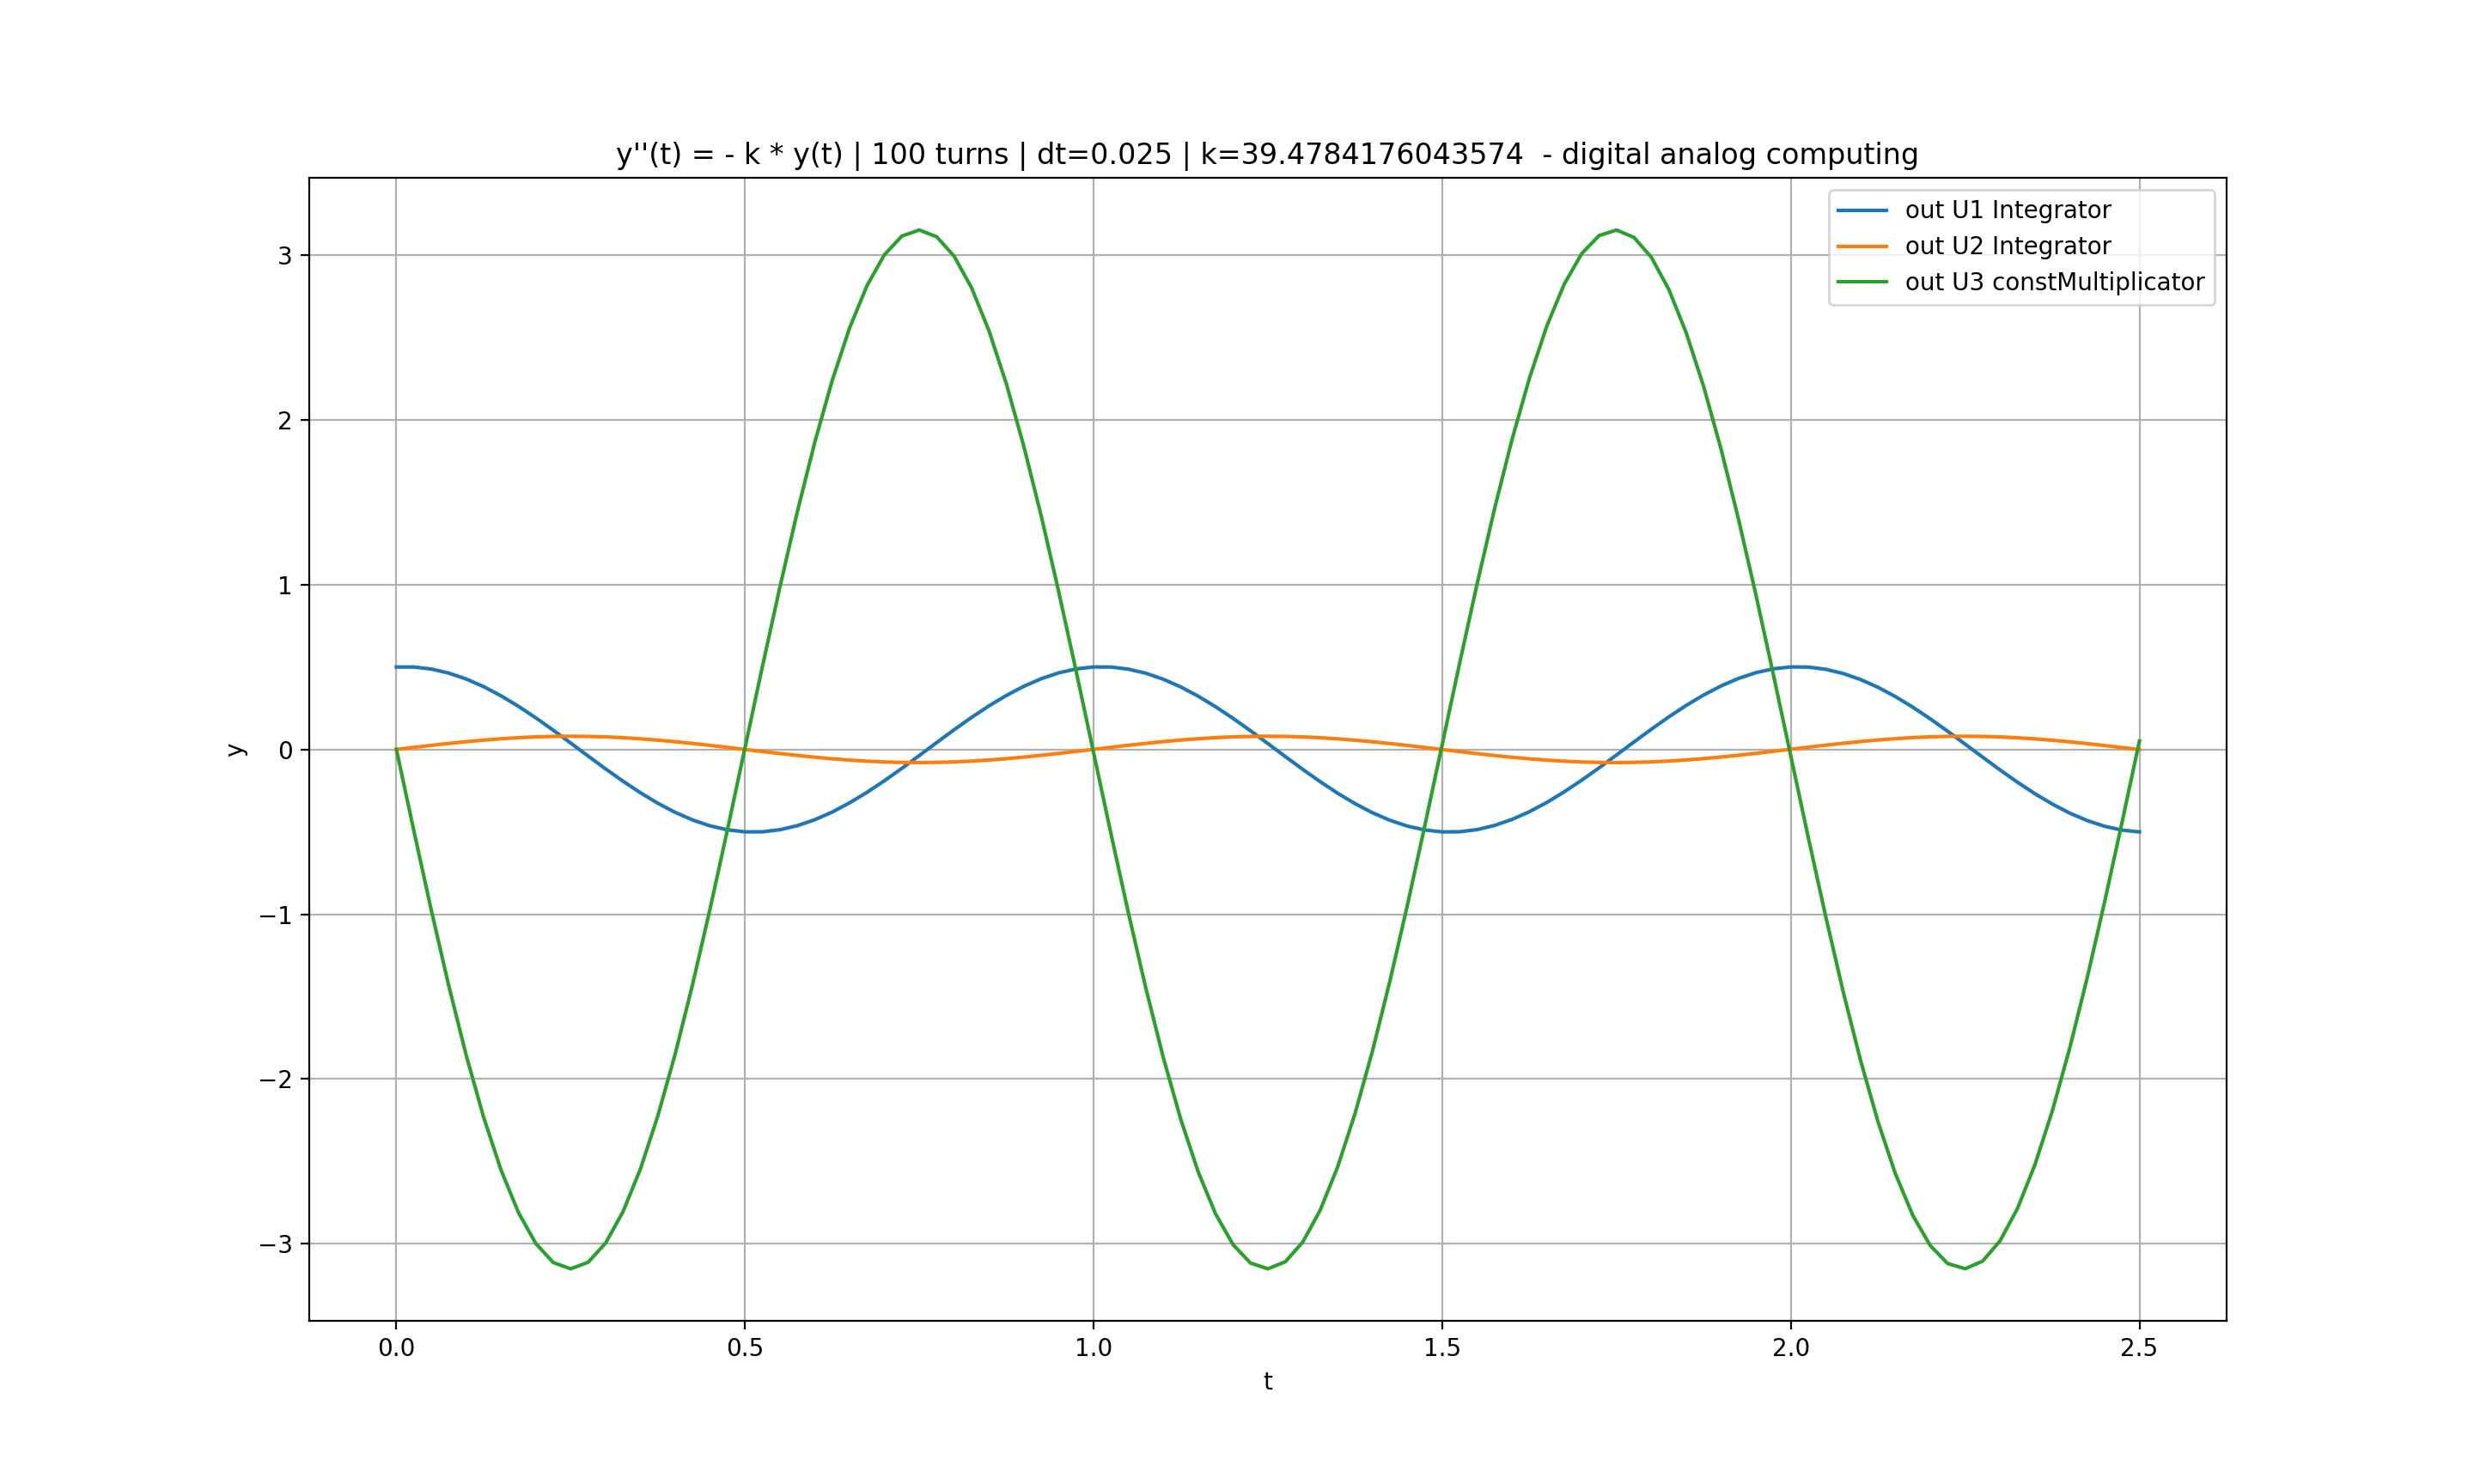 y''(t) = - k * y(t) | 100 turns | dt=0.025 | k=39.4784176043574  - digital analog computing
out U1 Integrator
out U2 Integrator
out U3 constMultiplicator
3
2
1
0
−1
−2
−3
y
0.0 0.5 1.0 1.5 2.0 2.5
t